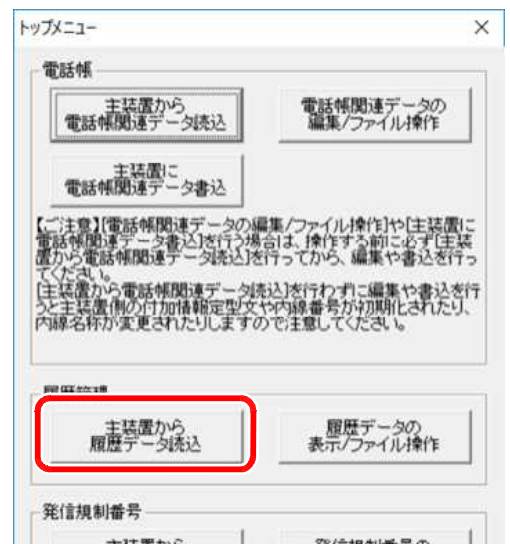 トップメニュー
電話帳
主装置から
電話帳関連データ読込
電話帳関連データの
編集/ファイル操作
主装置に
電話帳関連データ書込
【ご注意】[電話帳関連データの編集/ファイル操作]や[主装置に
電話帳関連データ書込]を行う場合は、操作する前に必ず[主装
置から電話帳関連データ読込]を行ってから、編集や書込を行っ
てください。
[主装置から電話帳関連データ読込]を行わずに編集や書込を行
うと主装置側の付加情報定型文や内線番号が初期化されたり、
内線名称が変更されたりしますので注意してください。
履歴管理
主装置から
履歴データ読込
履歴データの
表示/ファイル操作
発信規制番号
主装置から
発信規制番号の